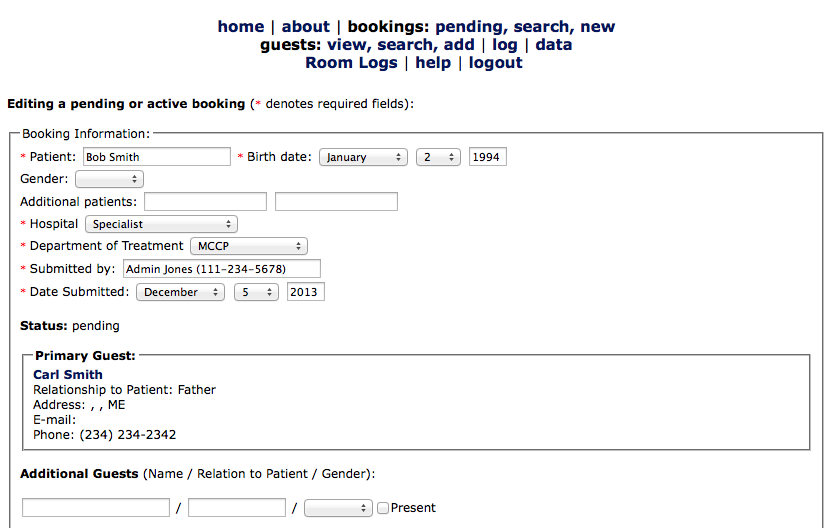 home | about | bookings: pending, search, new
guests: view, search, add | log | data
Room Logs | help | logout
Editing a pending or active booking (* denotes required fields):
Booking Information:
* Patient: Bob Smith * Birth date: January 2 1994
Gender:
Additional patients:
* Hospital Specialist
* Department of Treatment MCCP
* Submitted by: Admin Jones (111-234-5678)
* Date Submitted: December 5 2013
Status: pending
Primary Guest:
Carl Smith
Relationship to Patient: Father
Address: , , ME
E-mail:
Phone: (234) 234-2342
Additional Guests (Name / Relation to Patient / Gender):
/ / Present